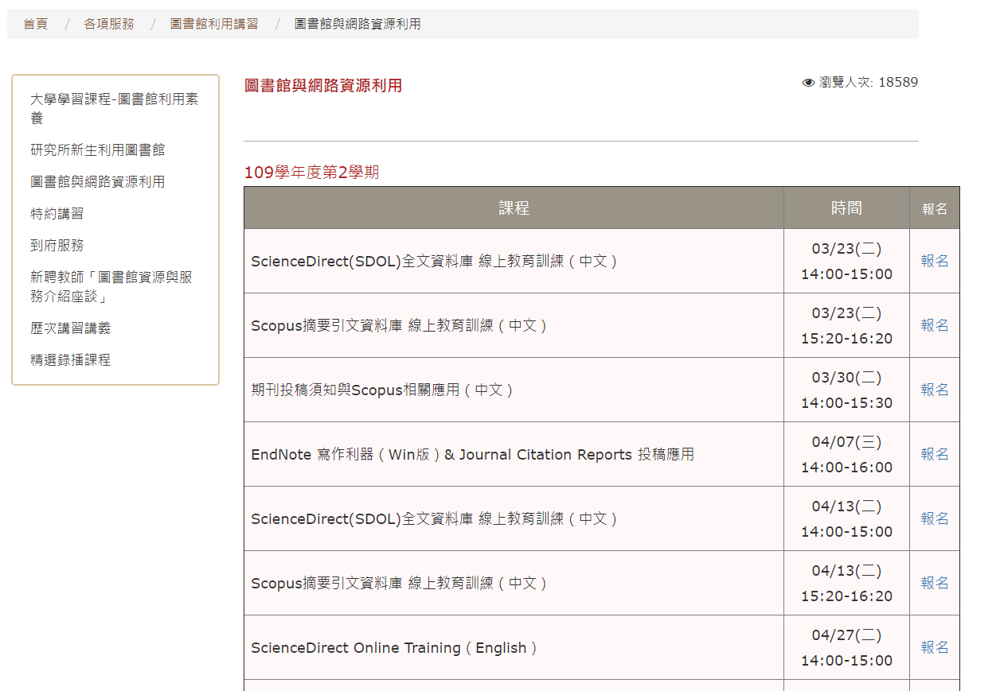 首頁 / 各項服務 / 圖書館利用講習 / 圖書館與網路資源利用
大學學習課程-圖書館利用素
養
研究所新生利用圖書館
圖書館與網路資源利用
特約講習
到府服務
新聘教師「圖書館資源與服
務介紹座談」
歷次講習講義
精選錄播課程
圖書館與網路資源利用
瀏覽人次: 18589
109學年度第2學期
課程 時間 報名
ScienceDirect(SDOL)全文資料庫 線上教育訓練（中文） 03/23(二) 報名
14:00-15:00
Scopus摘要引文資料庫 線上教育訓練（中文） 03/23(二) 報名
15:20-16:20
期刊投稿須知與Scopus相關應用（中文） 03/30(二) 報名
14:00-15:30
EndNote 寫作利器（Win版）& Journal Citation Reports 投稿應用 04/07(三) 報名
14:00-16:00
ScienceDirect(SDOL)全文資料庫 線上教育訓練（中文） 04/13(二) 報名
14:00-15:00
Scopus摘要引文資料庫 線上教育訓練（中文） 04/13(二) 報名
15:20-16:20
ScienceDirect Online Training（English） 04/27(二) 報名
14:00-15:00